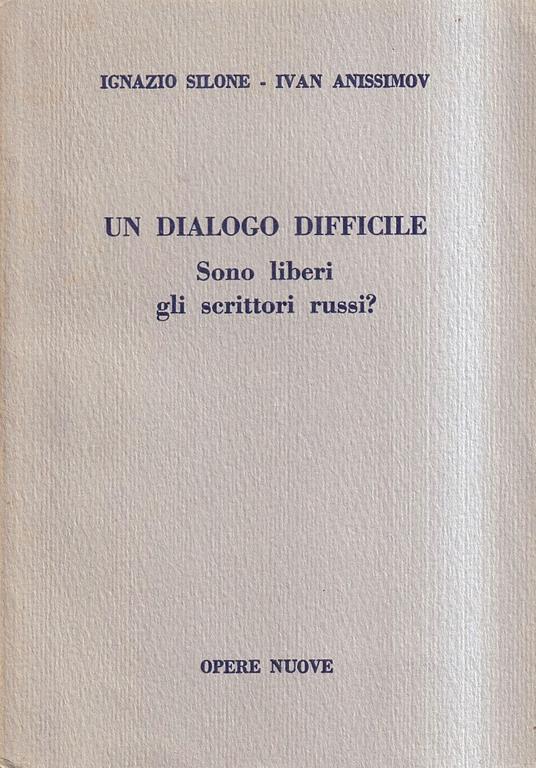 IGNAZIO SILONE - IVAN ANISSIMOV
UN DIALOGO DIFFICILE
Sono liberi
gli scrittori russi?
OPERE NUOVE